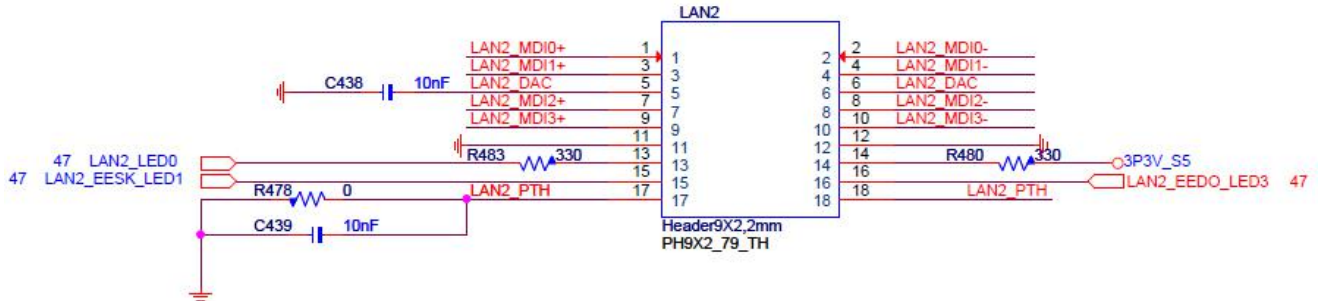 LAN2
LAN2_MDI0+ 1 1 2 2 LAN2_MDI0-
LAN2_MDI1+ 3 3 4 4 LAN2_MDI1-
C438 10nF LAN2_DAC 5 5 6 6 LAN2_DAC
LAN2_MDI2+ 7 7 8 8 LAN2_MDI2-
LAN2_MDI3+ 9 9 10 10 LAN2_MDI3-
11 11 12 12
47 LAN2_LED0 R483 330 13 13 14 14 R480 330 3P3V_S5
47 LAN2_EESK_LED1 15 15 16 16 LAN2_EEDO_LED3 47
R478 0 LAN2_PTH 17 17 18 18 LAN2_PTH
C439 10nF
Header9X2,2mm
PH9X2_79_TH